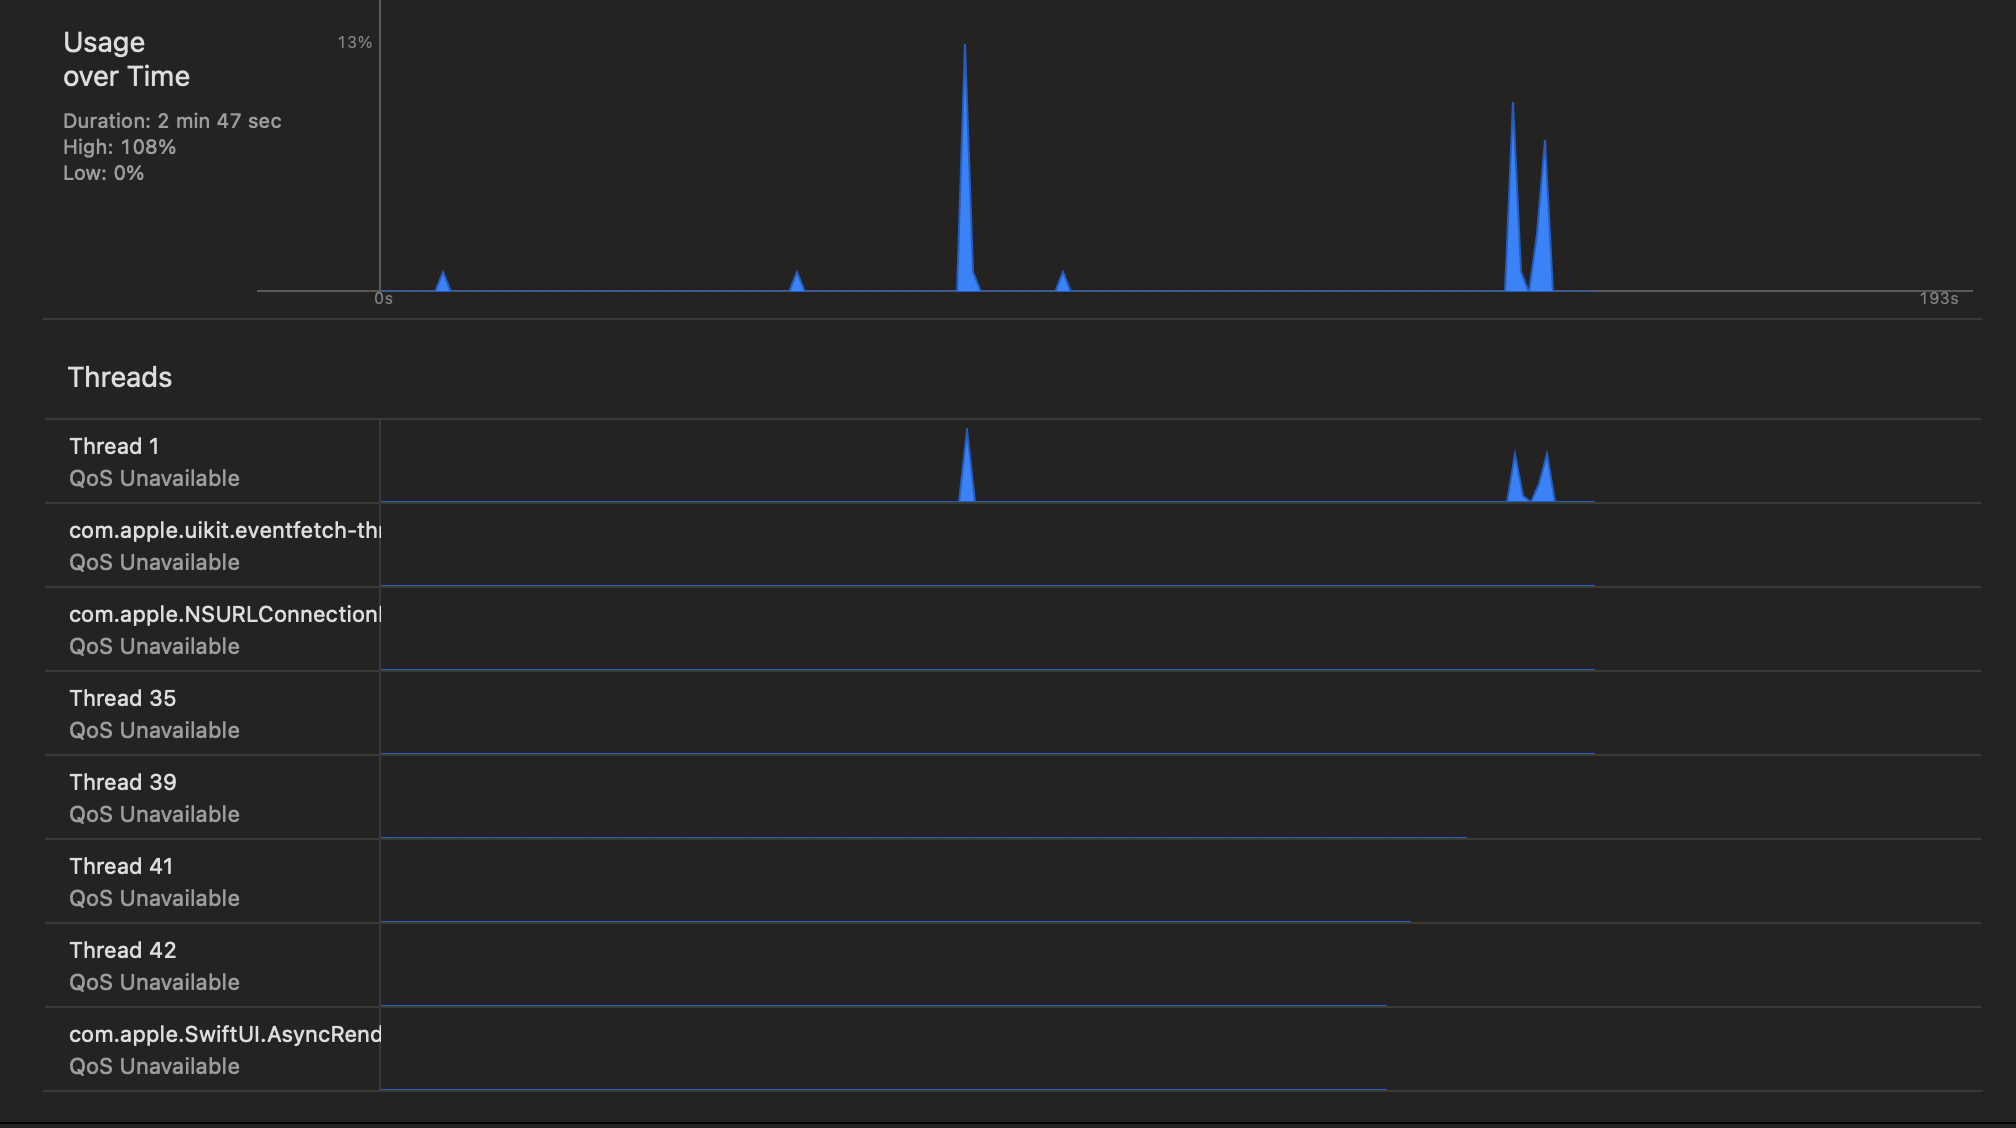 Usage
over Time
Duration: 2 min 47 sec
High: 108%
Low: 0%
13%
0s
193s
Threads
Thread 1
QoS Unavailable
com.apple.uikit.eventfetch-thr
QoS Unavailable
com.apple.NSURLConnection
QoS Unavailable
Thread 35
QoS Unavailable
Thread 39
QoS Unavailable
Thread 41
QoS Unavailable
Thread 42
QoS Unavailable
com.apple.SwiftUI.AsyncRend
QoS Unavailable